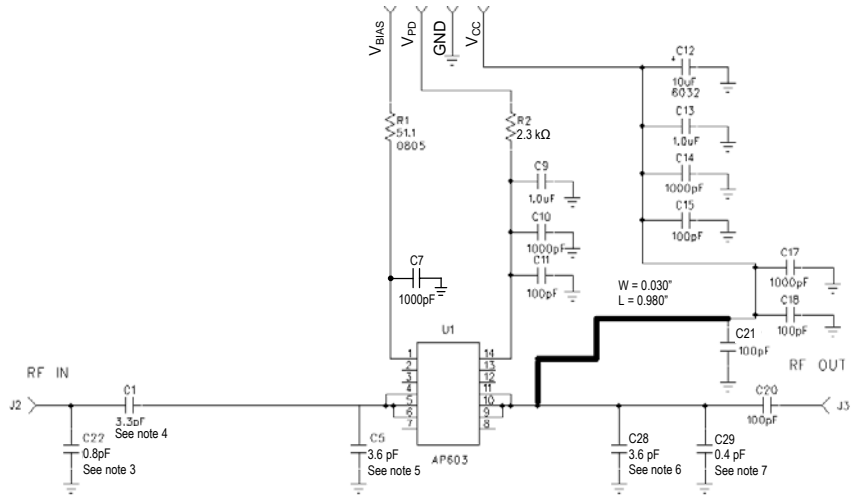 VBIAS
VPD
GND
VCC
C12
10uF
6032
R1
51.1
0805
R2
2.3 kΩ
C13
1.0uF
C14
1000pF
C9
1.0uF
C15
100pF
C10
1000pF
C7
1000pF
C11
100pF
C17
1000pF
W = 0.030"
L = 0.980"
C18
100pF
U1
C21
100pF
1
2
3
4
5
6
7
14
13
12
11
10
9
8
RF IN
RF OUT
J2
C1
3.3pF
See note 4
C20
100pF
J3
C22
0.8pF
See note 3
C5
3.6 pF
See note 5
AP603
C28
3.6 pF
See note 6
C29
0.4 pF
See note 7